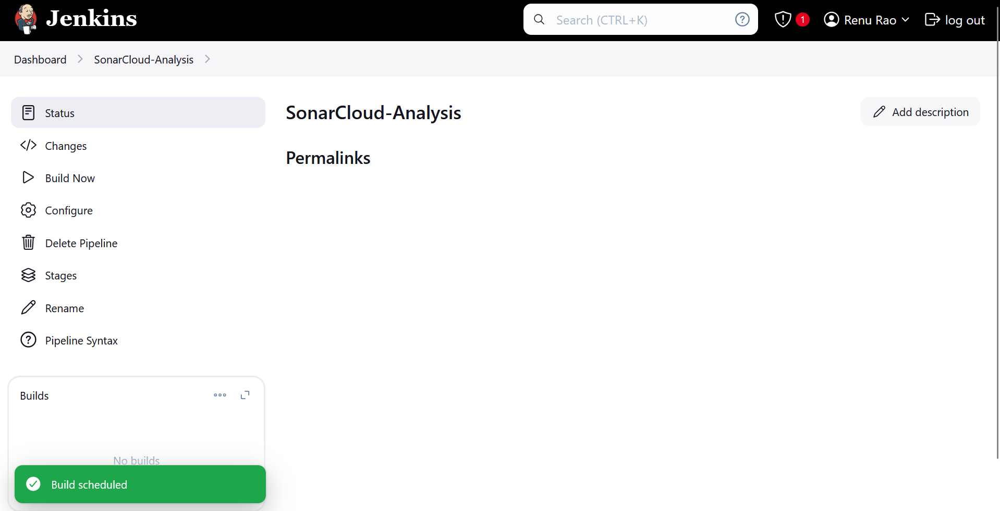 Jenkins
Search (CTRL+K)
1
Renu Rao
log out
Dashboard
SonarCloud-Analysis
Status
Changes
Build Now
Configure
Delete Pipeline
Stages
Rename
Pipeline Syntax
SonarCloud-Analysis
Add description
Permalinks
Builds
No builds
Build scheduled